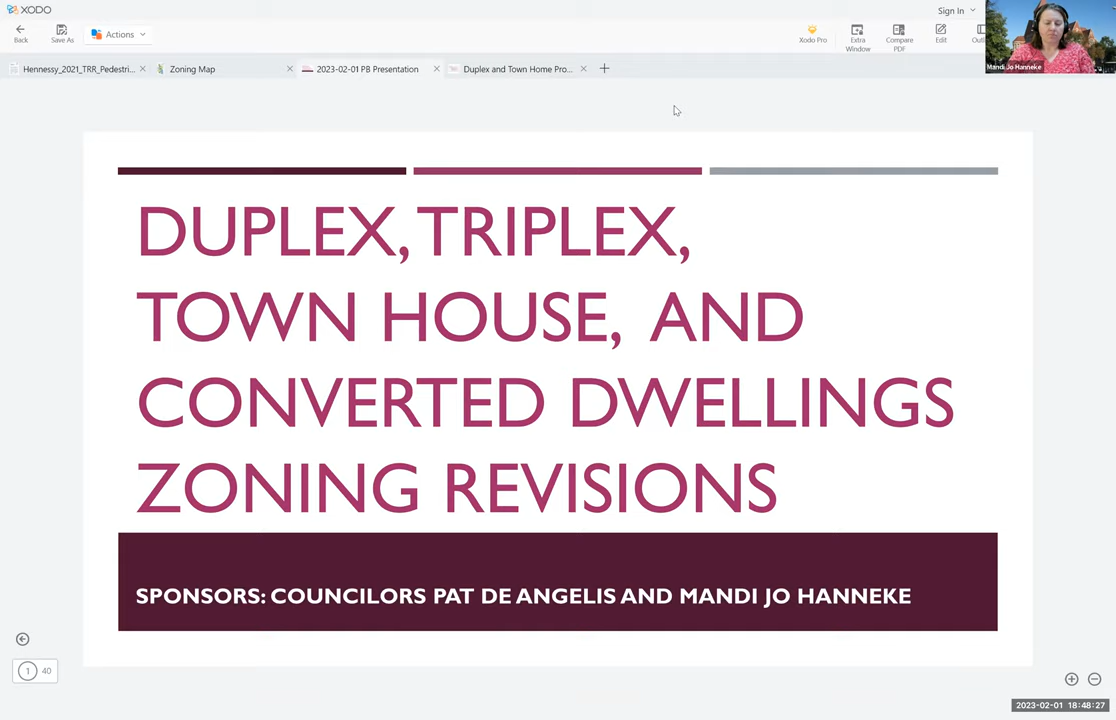 XODO
Sign In
Back
Save As
Actions
Xodo Pro
Extra
Window
Compare
PDF
Edit
Mandi Jo Hanneke
Hennessy_2021_TRR_Pedestri...
Zoning Map
2023-02-01 PB Presentation
Duplex and Town Home Pro...
DUPLEX, TRIPLEX,
TOWN HOUSE, AND
CONVERTED DWELLINGS
ZONING REVISIONS
SPONSORS: COUNCILORS PAT DE ANGELIS AND MANDI JO HANNEKE
1 40
2023-02-01 18:48:27